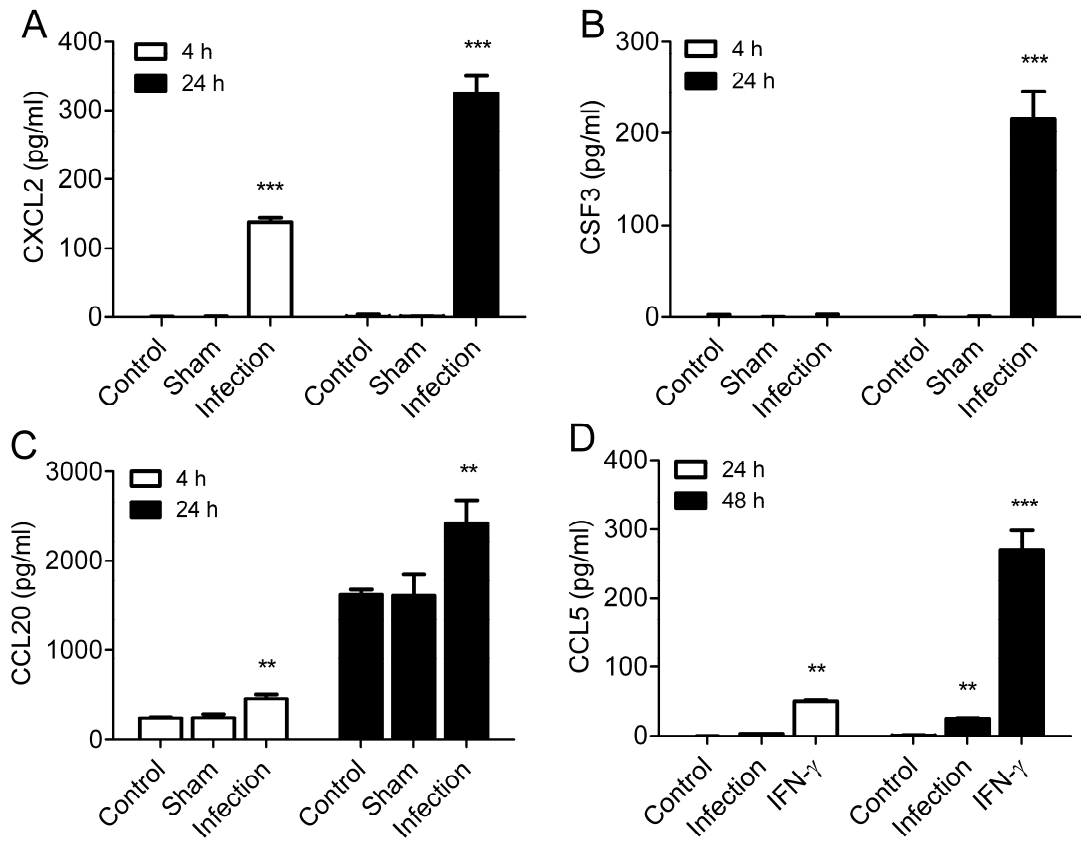 A
CXCL2 (pg/ml)
400
300
200
100
0
4 h
24 h
***
***
Control
Sham
Infection
Control
Sham
Infection
B
CSF3 (pg/ml)
300
200
100
0
4 h
24 h
***
Control
Sham
Infection
Control
Sham
Infection
C
CCL20 (pg/ml)
3000
2000
1000
0
4 h
24 h
**
**
Control
Sham
Infection
Control
Sham
Infection
D
CCL5 (pg/ml)
400
300
200
100
0
24 h
48 h
**
**
***
Control
Infection
IFN-γ
Control
Infection
IFN-γ